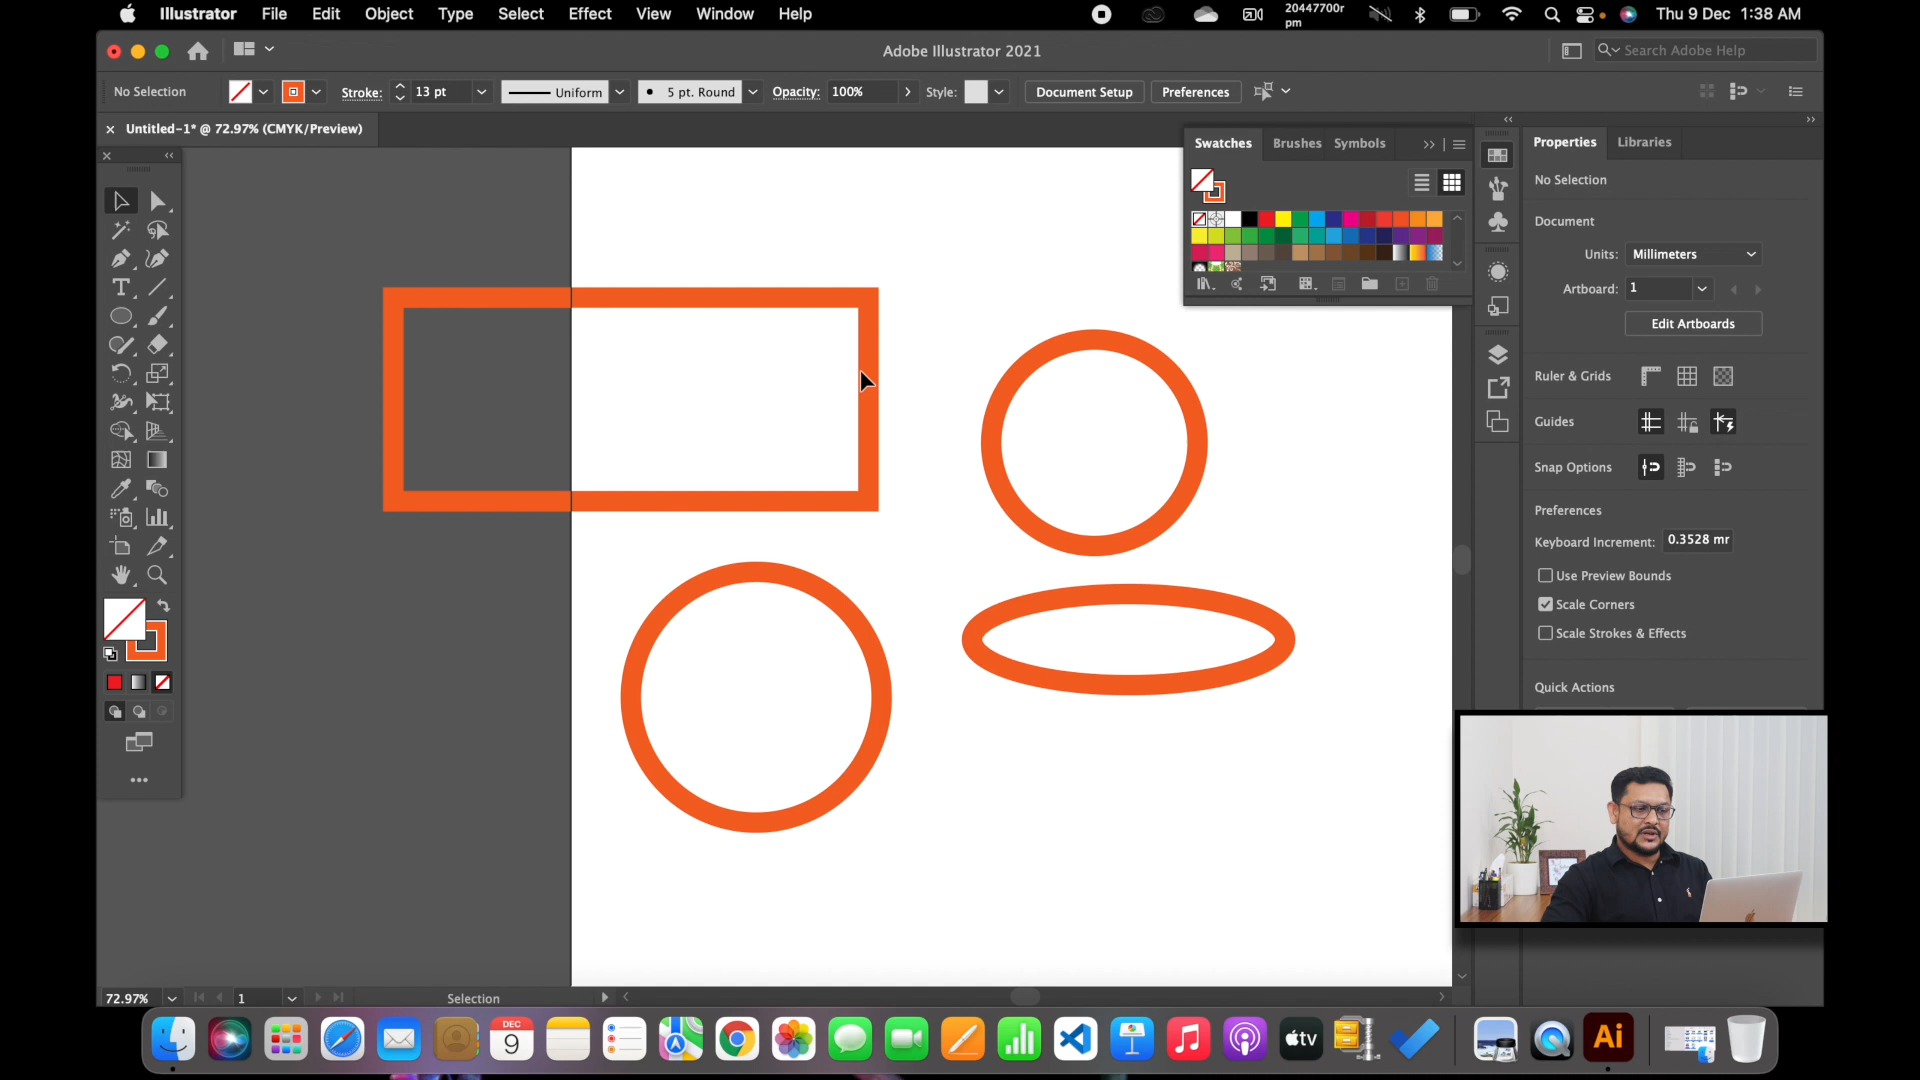 Illustrator File Edit Object Type Select Effect View Window Help
20447700r
pm
Thu 9 Dec 1:38 AM
Adobe Illustrator 2021
Search Adobe Help
No Selection
Stroke: 13 pt
Uniform
5 pt. Round
Opacity: 100%
Style:
Document Setup
Preferences
Untitled-1* @ 72.97% (CMYK/Preview)
Swatches Brushes Symbols
Properties Libraries
No Selection
Document
Units: Millimeters
Artboard: 1
Edit Artboards
Ruler & Grids
Guides
Snap Options
Preferences
Keyboard Increment: 0.3528 mr
Use Preview Bounds
Scale Corners
Scale Strokes & Effects
Quick Actions
72.97%
1
Selection
DEC
9
tv
Ai